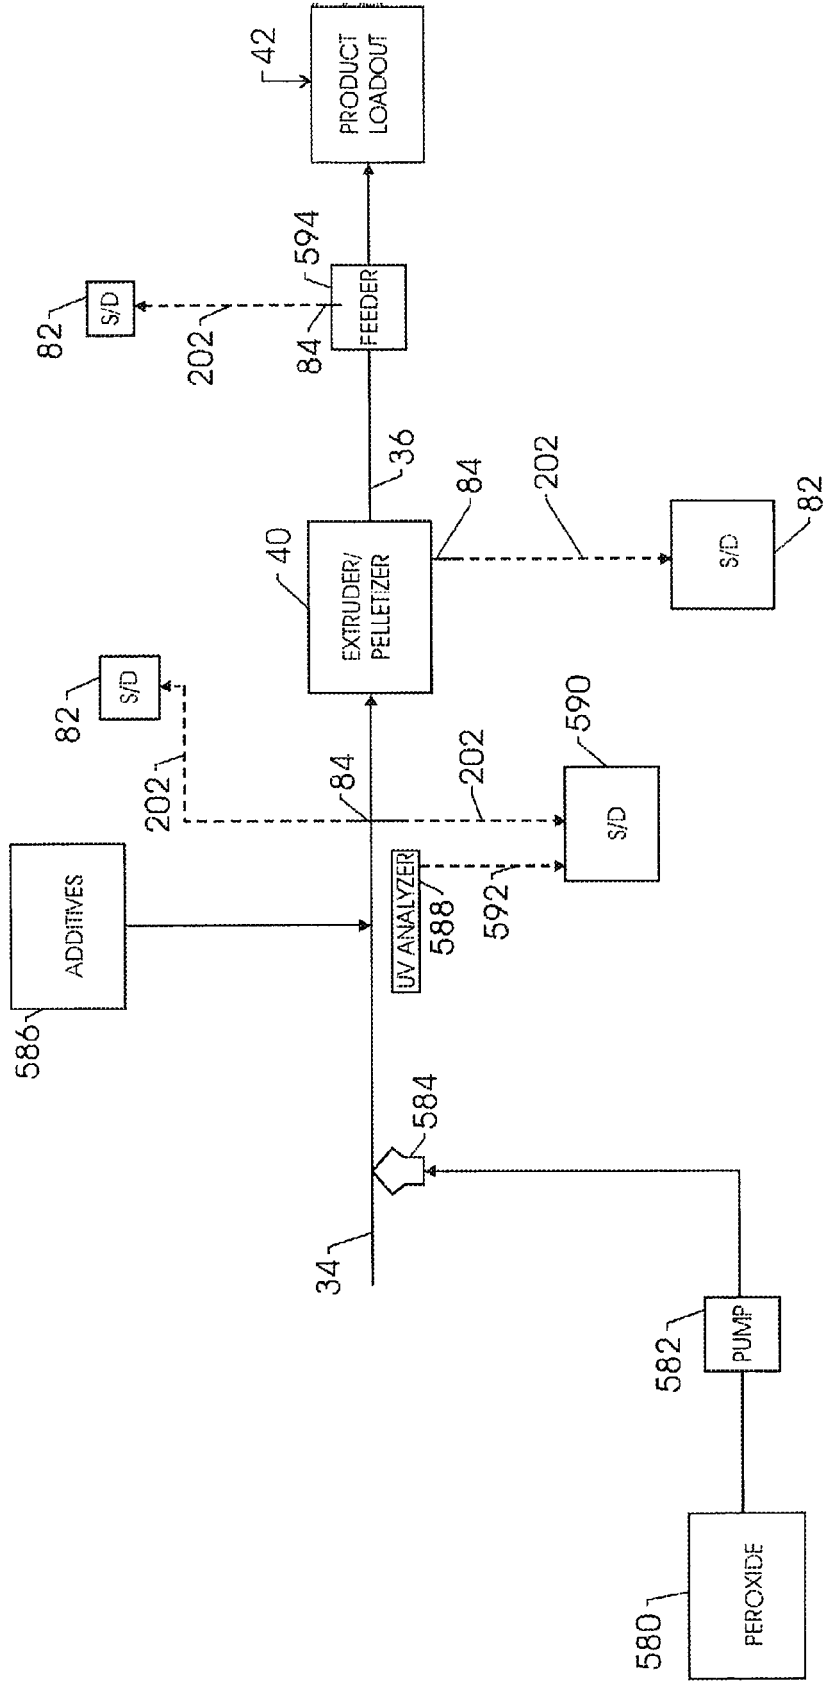 586
ADDITIVES
82
S/D
202
82
S/D
202
42
PRODUCT
LOADOUT
594
84
FEEDER
34
584
84
40
EXTRUDER/
PELLETIZER
36
UV ANALYZER
588
592
202
590
S/D
84
202
S/D
82
580
PEROXIDE
582
PUMP